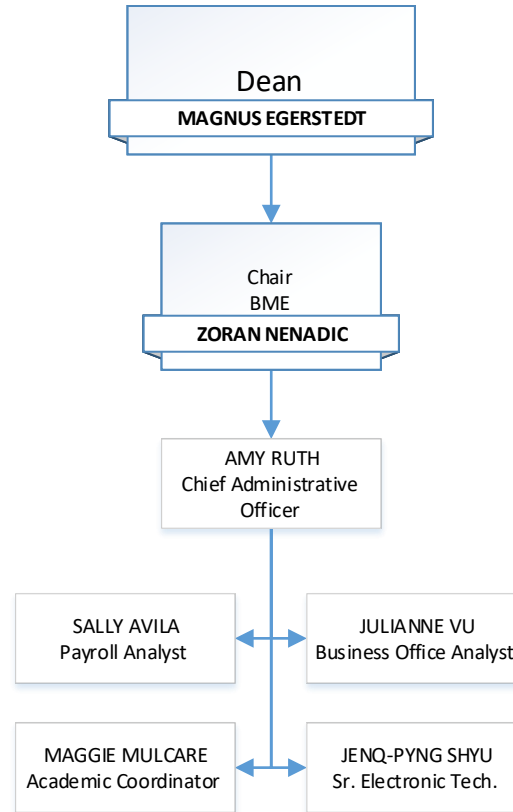 Dean
MAGNUS EGERSTEDT
Chair
BME
ZORAN NENADIC
AMY RUTH
Chief Administrative
Officer
SALLY AVILA
Payroll Analyst
JULIANNE VU
Business Office Analyst
MAGGIE MULCARE
Academic Coordinator
JENQ-PYNG SHYU
Sr. Electronic Tech.